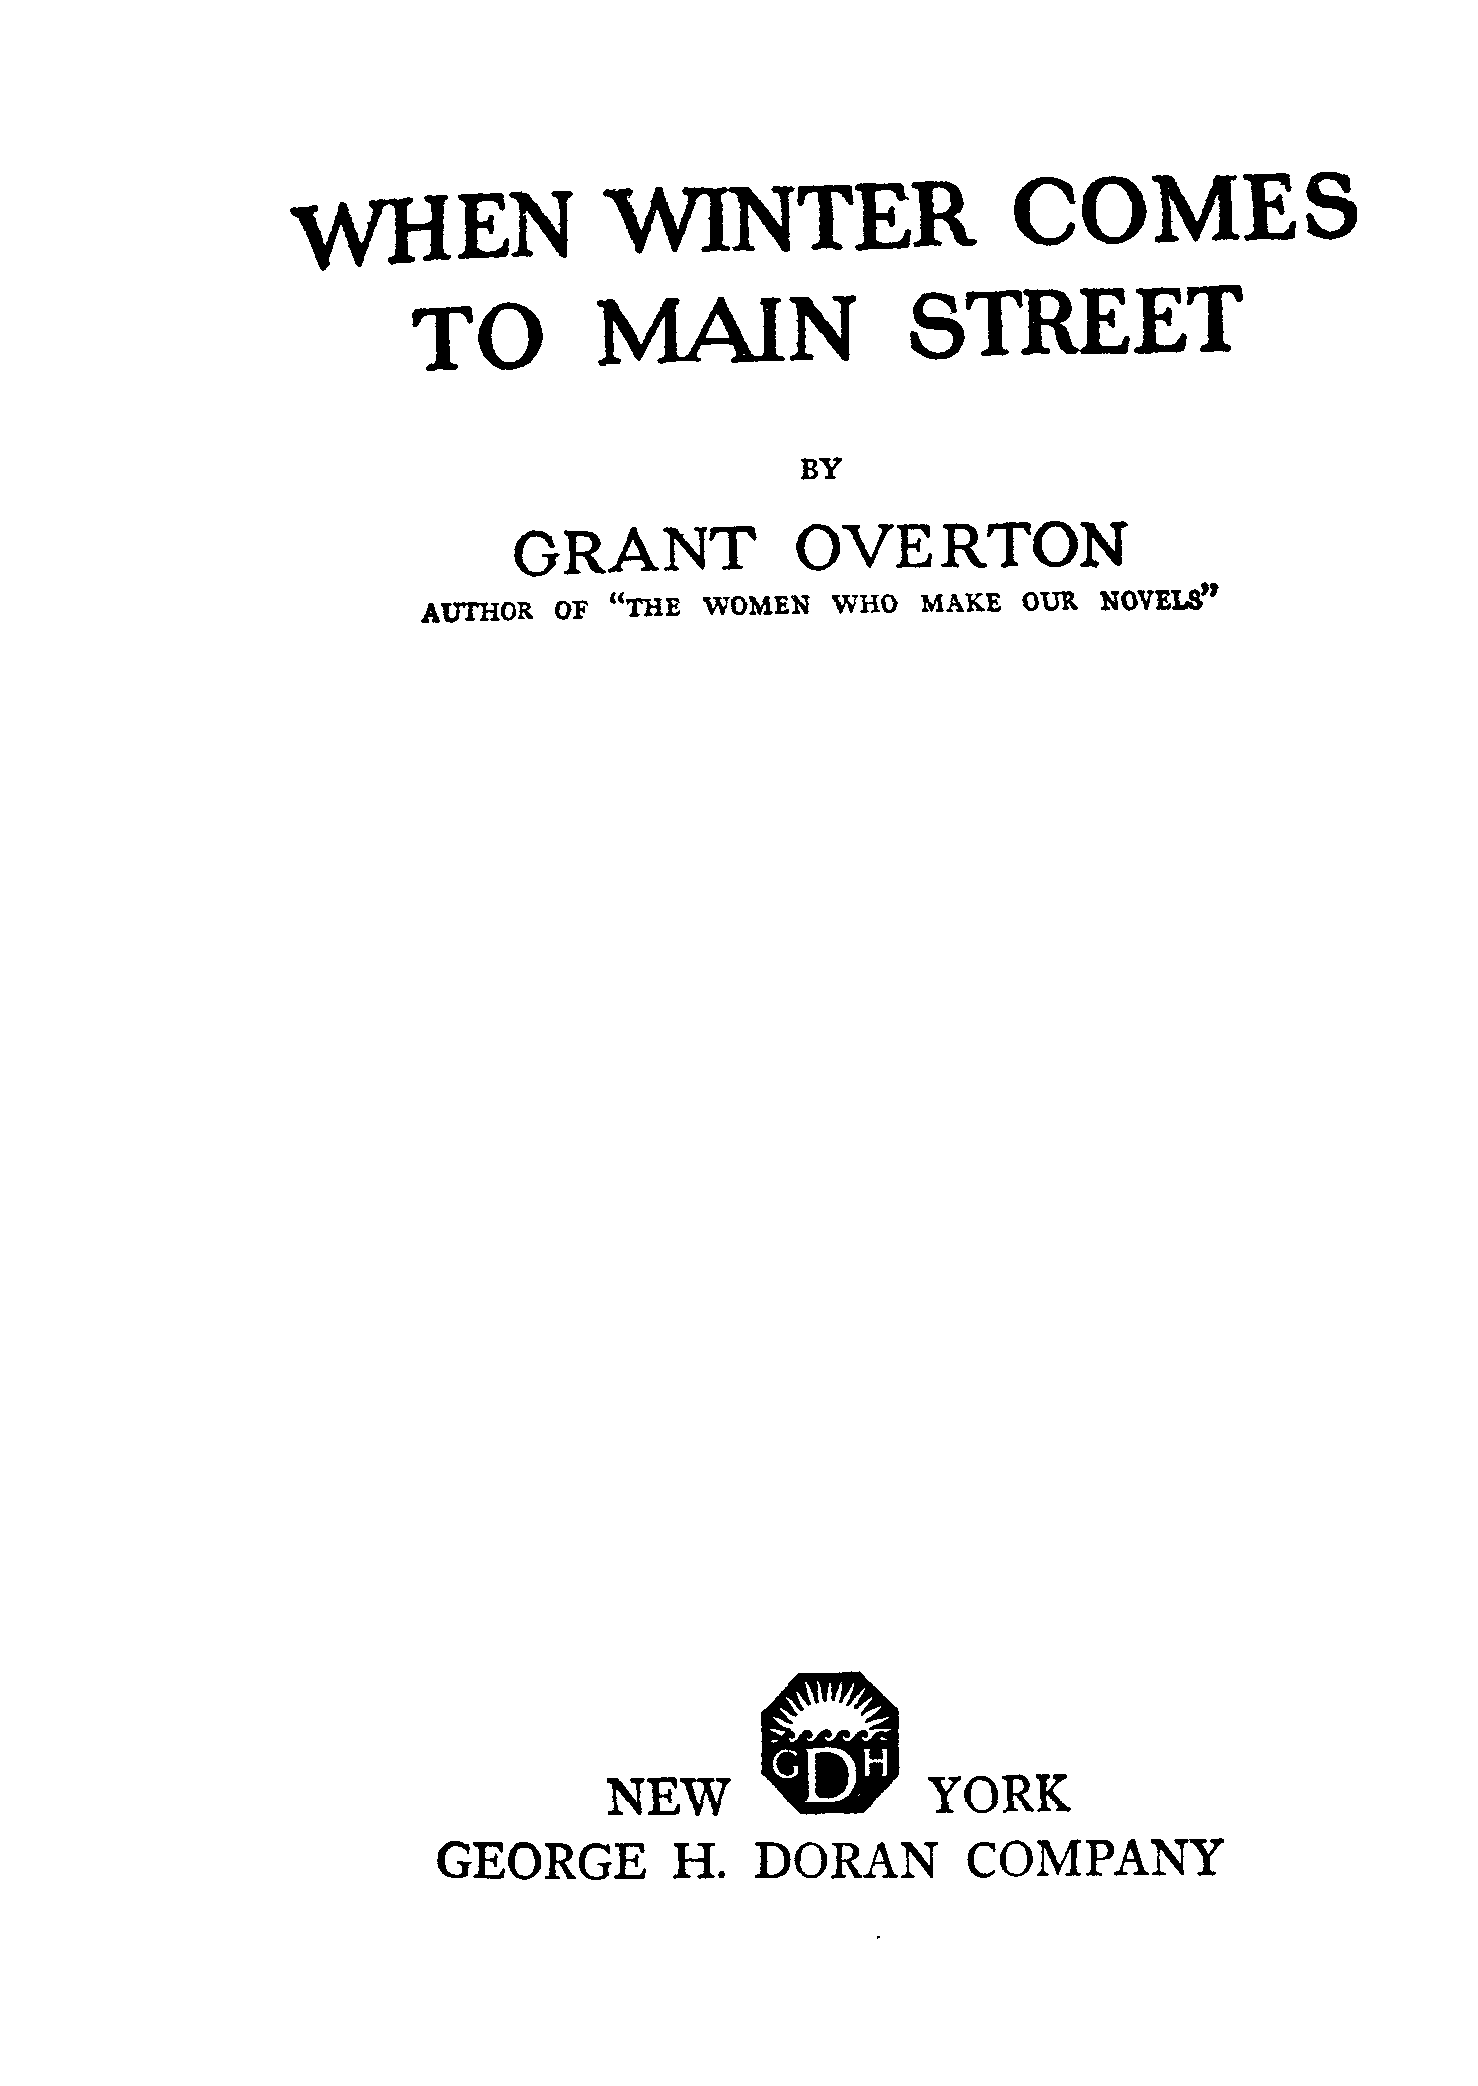 WHEN WINTER COMES
TO MAIN STREET
BY
GRANT OVERTON
AUTHOR OF “THE WOMEN WHO MAKE OUR NOVELS”
GDH
NEW YORK
GEORGE H. DORAN COMPANY